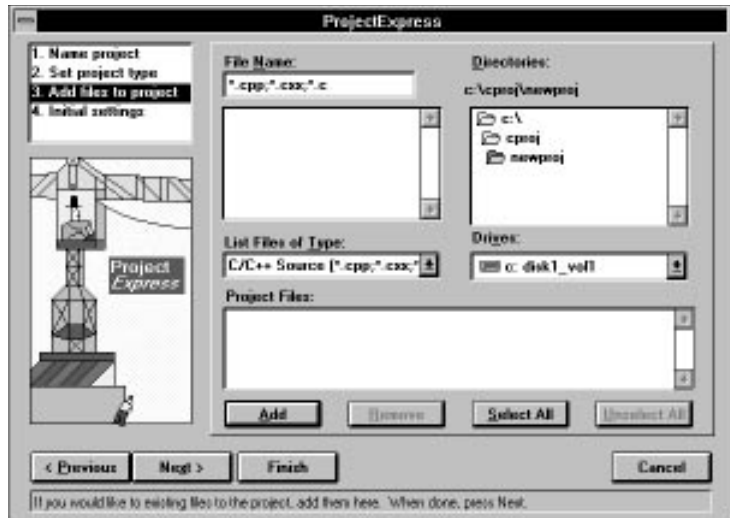 ProjectExpress
1. Name project
2. Set project type
3. Add files to project
4. Initial settings
Project
Express
File Name:
*.cpp;*.cxx;*.c
List Files of Type:
C/C++ Source (*.cpp;*.cxx;*
Directories:
c:\cproj\newproj
c:\
cproj
newproj
Drives:
c: disk1_vol1
Project Files:
Add
Remove
Select All
Unselect All
< Previous
Next >
Finish
Cancel
If you would like to existing files to the project, add them here. When done, press Next.